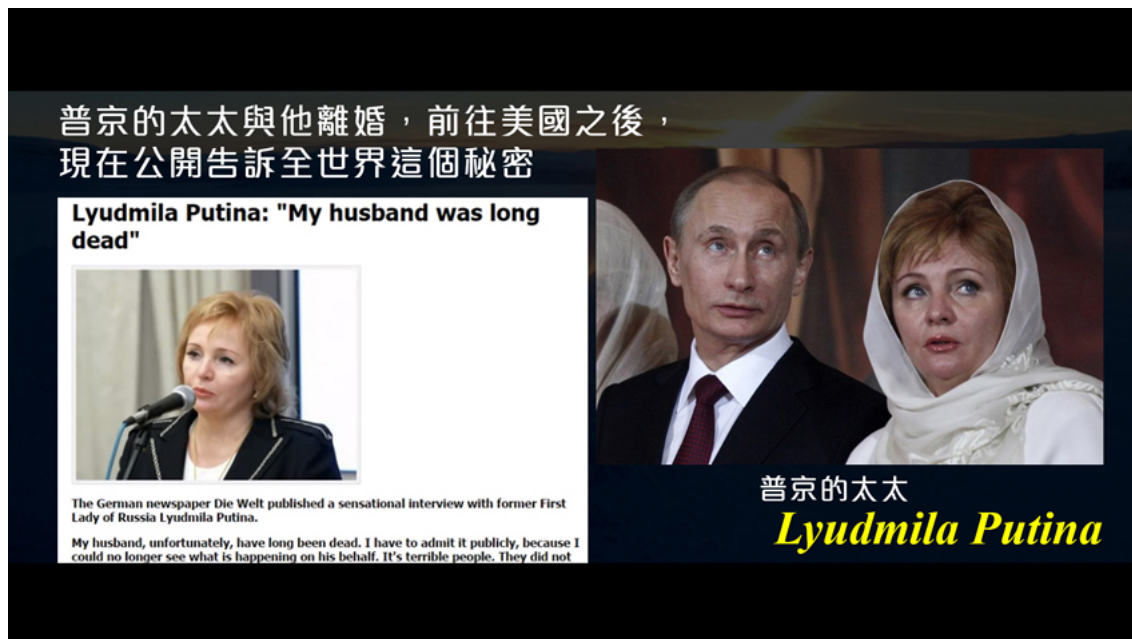 普京的太太與他離婚，前往美國之後，
現在公開告訴全世界這個秘密
Lyudmila Putina: "My husband was long
dead"
The German newspaper Die Welt published a sensational interview with former First
Lady of Russia Lyudmila Putina.
My husband, unfortunately, have long been dead. I have to admit it publicly, because I
could no longer see what is happening on his behalf. It's terrible people. They did not
普京的太太
Lyudmila Putina